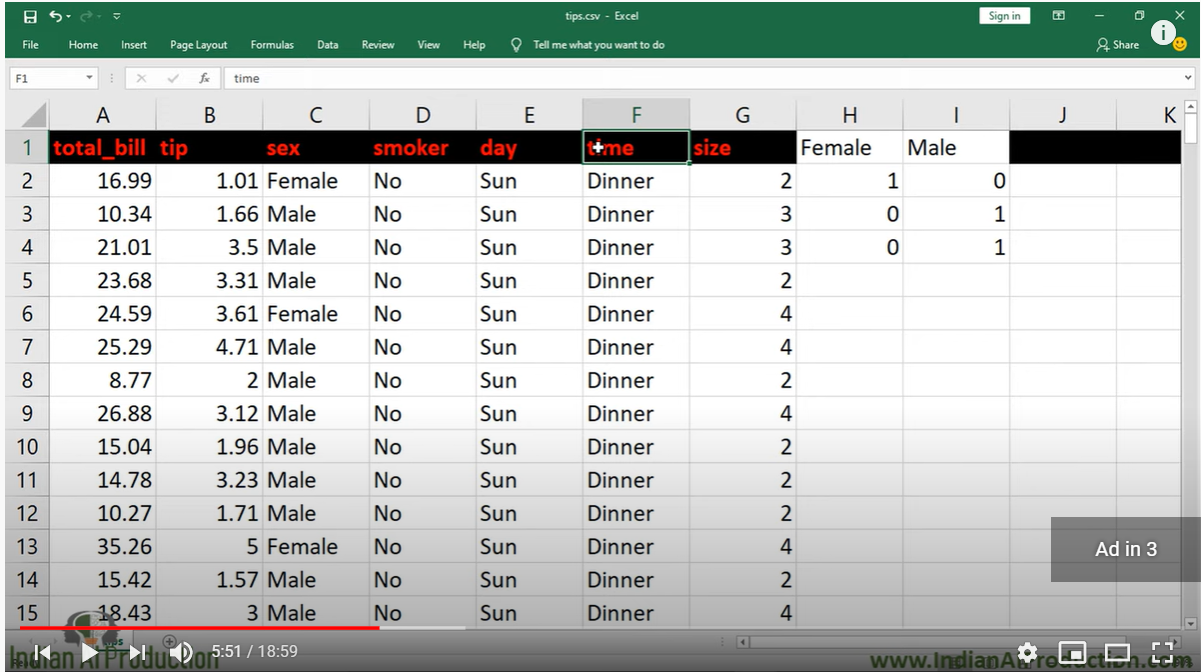 tips.csv - Excel
Sign in
File Home Insert Page Layout Formulas Data Review View Help Tell me what you want to do Share
F1 fx time
A B C D E F G H I J K
1 total_bill tip sex smoker day time size Female Male
2 16.99 1.01 Female No Sun Dinner 2 1 0
3 10.34 1.66 Male No Sun Dinner 3 0 1
4 21.01 3.5 Male No Sun Dinner 3 0 1
5 23.68 3.31 Male No Sun Dinner 2
6 24.59 3.61 Female No Sun Dinner 4
7 25.29 4.71 Male No Sun Dinner 4
8 8.77 2 Male No Sun Dinner 2
9 26.88 3.12 Male No Sun Dinner 4
10 15.04 1.96 Male No Sun Dinner 2
11 14.78 3.23 Male No Sun Dinner 2
12 10.27 1.71 Male No Sun Dinner 2
13 35.26 5 Female No Sun Dinner 4
Ad in 3
14 15.42 1.57 Male No Sun Dinner 2
15 18.43 3 Male No Sun Dinner 4
tips
5:51 / 18:59
Indian AI Production
www.IndianAIProduction.com